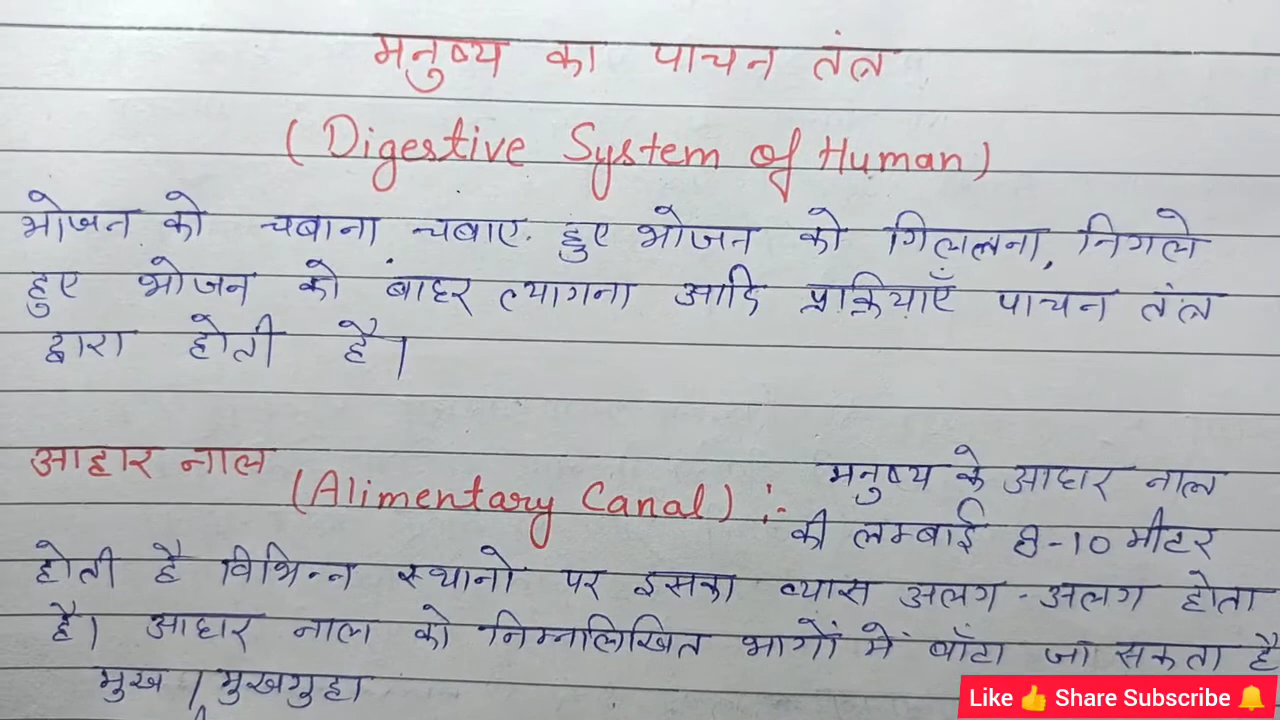 मनुष्य का पाचन तंत्र
(Digestive System of Human)
भोजन को चबाना चबाए हुए भोजन को गिलल‌ना, निगले
हुए भोजन को बाहर त्यागना आदि प्रक्रियाएँ पाचन तंत्र
द्वारा होती है।
आहार नाल (Alimentary Canal) :- मनुष्य के आहार नाल
की लम्बाई 8-10 मीटर
होती है विभिन्न स्थानो पर इसका व्यास अलग-अलग होता
है। आहार नाल को निम्नलिखित भागों में बाँटा जा सकता है
मुख / मुखगुहा
Like 👍 Share Subscribe 🔔